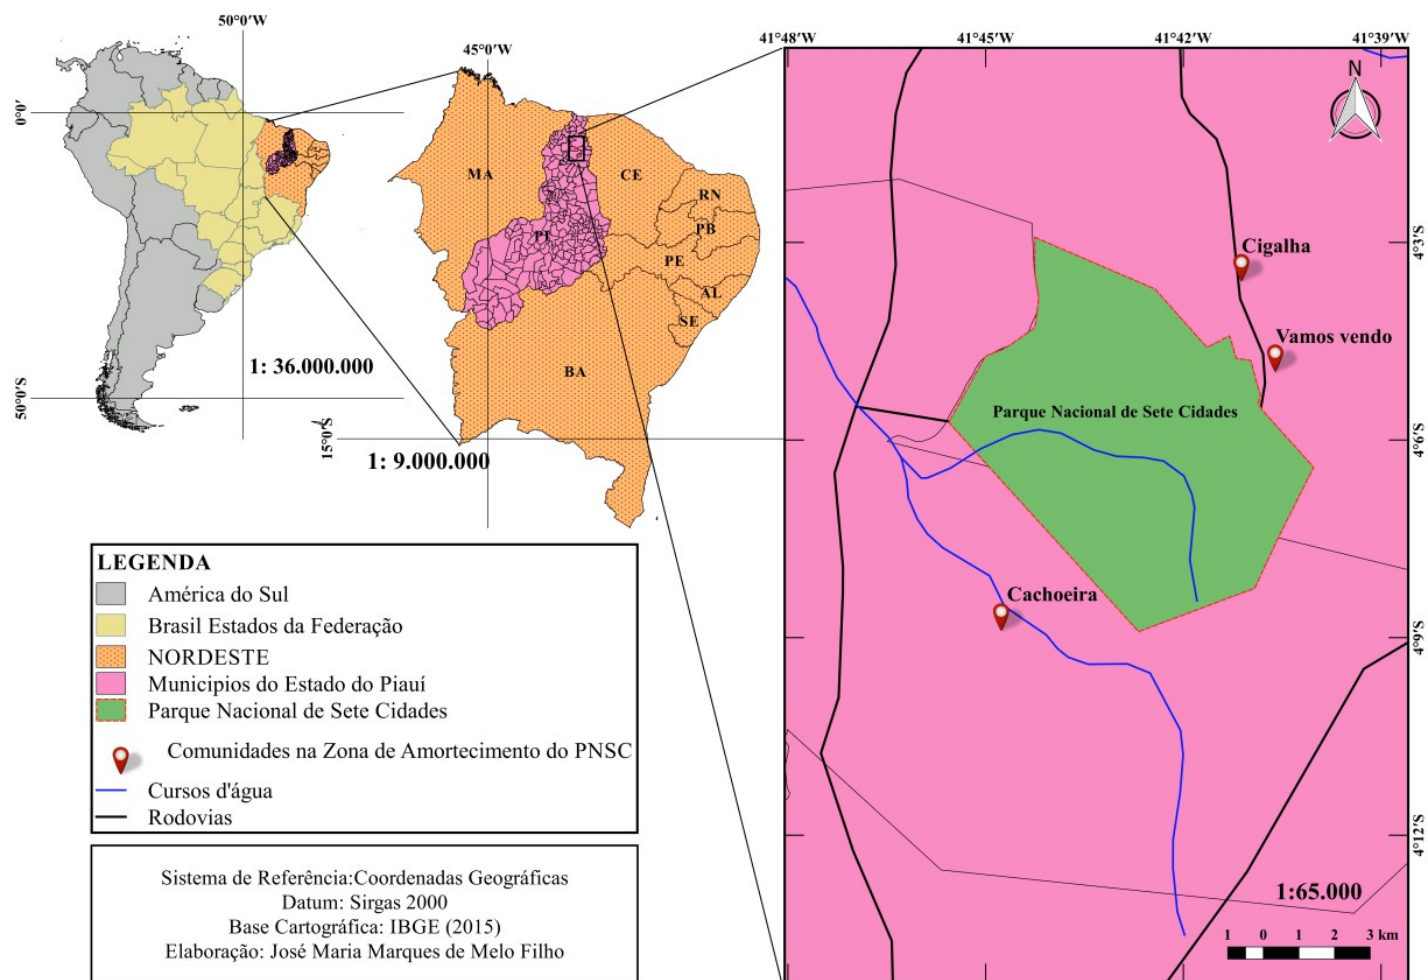 50°0'W
0°0'
50°0'S
1: 36.000.000
45°0'W
15°0'S
MA
CE
RN
PB
PI
PE
AL
SE
BA
1: 9.000.000
41°48'W
41°45'W
41°42'W
41°39'W
N
4°3'S
4°6'S
4°9'S
4°12'S
Cigalha
Vamos vendo
Parque Nacional de Sete Cidades
Cachoeira
1:65.000
1 0 1 2 3 km
LEGENDA
América do Sul
Brasil Estados da Federação
NORDESTE
Municipios do Estado do Piauí
Parque Nacional de Sete Cidades
Comunidades na Zona de Amortecimento do PNSC
Cursos d'água
Rodovias
Sistema de Referência:Coordenadas Geográficas
Datum: Sirgas 2000
Base Cartográfica: IBGE (2015)
Elaboração: José Maria Marques de Melo Filho